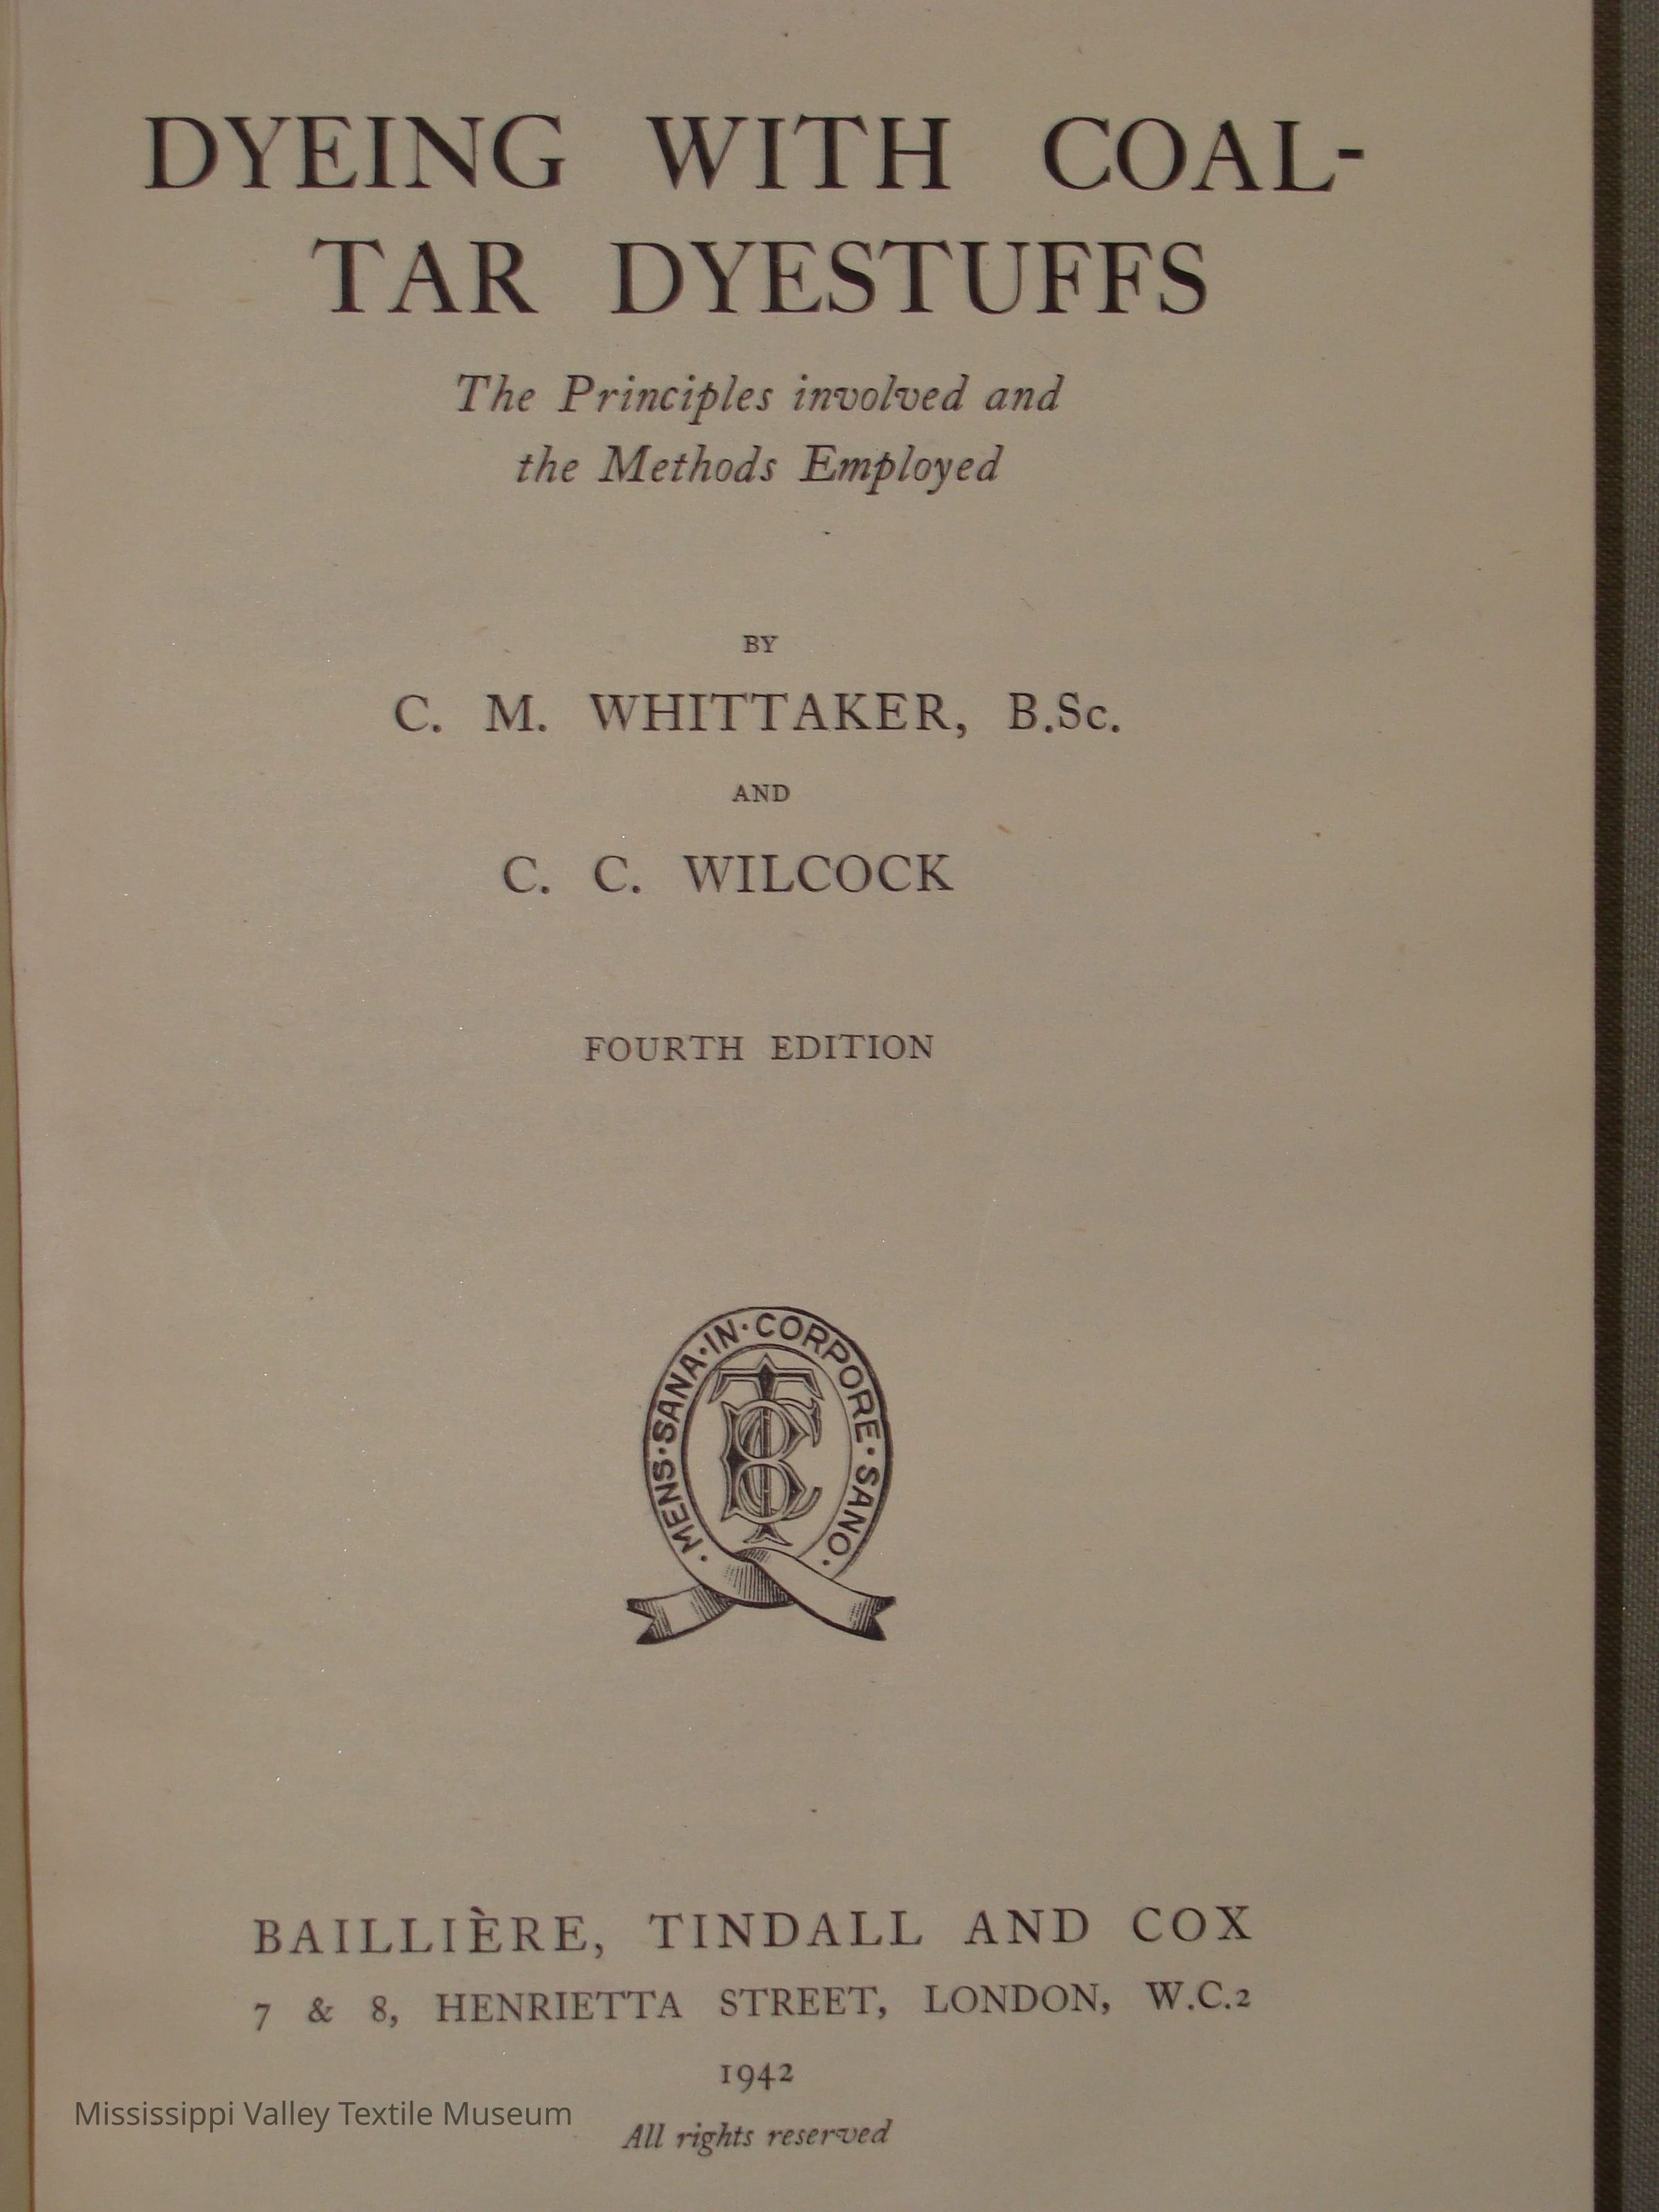 DYEING WITH COAL-
TAR DYESTUFFS
The Principles involved and
the Methods Employed
BY
C. M. WHITTAKER, B.Sc.
AND
C. C. WILCOCK
FOURTH EDITION
· MENS · SANA · IN · CORPORE · SANO ·
TBC
BAILLIÈRE, TINDALL AND COX
7 & 8, HENRIETTA STREET, LONDON, W.C.2
1942
All rights reserved
Mississippi Valley Textile Museum